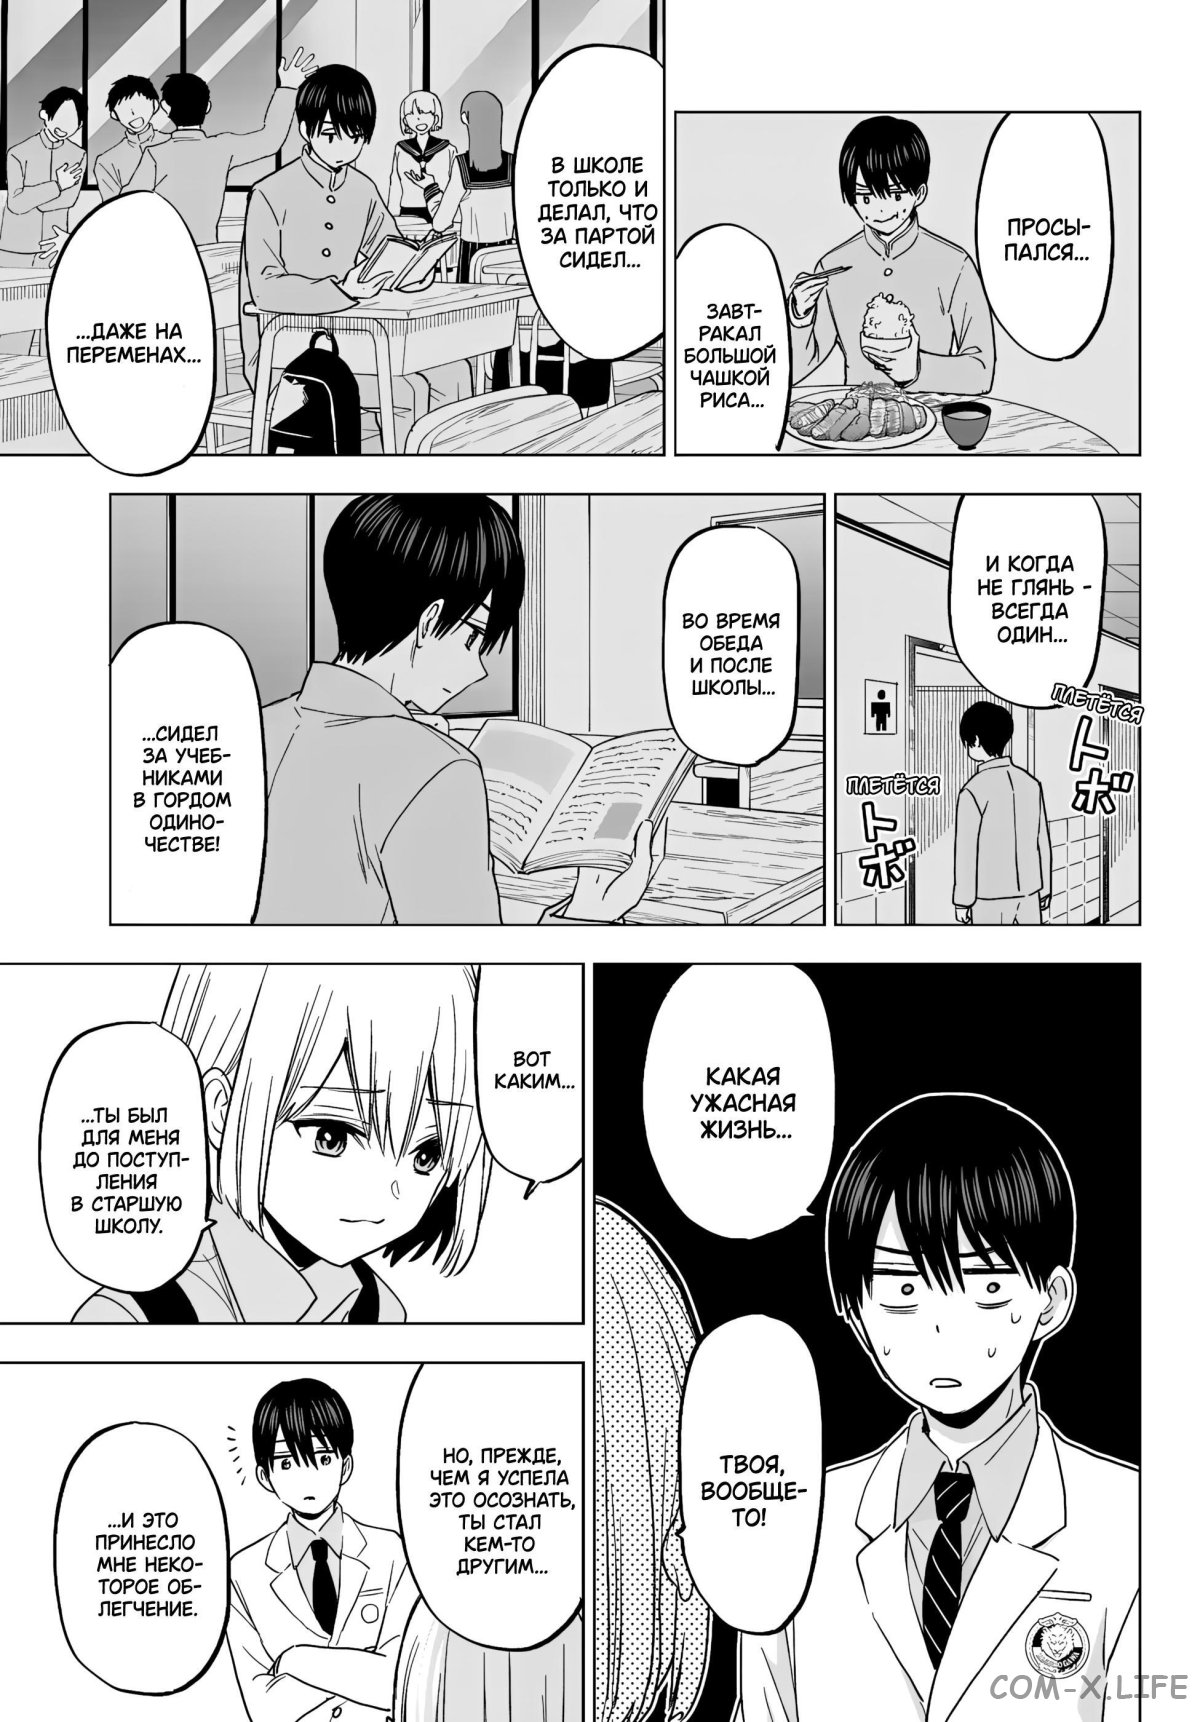 ПРОСЫ-
ПАЛСЯ...
ЗАВТ-
РАКАЛ
БОЛЬШОЙ
ЧАШКОЙ
РИСА...
В ШКОЛЕ
ТОЛЬКО И
ДЕЛАЛ, ЧТО
ЗА ПАРТОЙ
СИДЕЛ...
...ДАЖЕ НА
ПЕРЕМЕНАХ...
И КОГДА
НЕ ГЛЯНЬ -
ВСЕГДА
ОДИН...
ПЛЕТЁТСЯ
トボ
ПЛЕТЁТСЯ
トボ
ВО ВРЕМЯ
ОБЕДА
И ПОСЛЕ
ШКОЛЫ...
...СИДЕЛ
ЗА УЧЕБ-
НИКАМИ
В ГОРДОМ
ОДИНО-
ЧЕСТВЕ!
КАКАЯ
УЖАСНАЯ
ЖИЗНЬ...
ТВОЯ,
ВООБЩЕ-
ТО!
ВОТ
КАКИМ...
...ТЫ БЫЛ
ДЛЯ МЕНЯ
ДО ПОСТУП-
ЛЕНИЯ
В СТАРШУЮ
ШКОЛУ.
НО, ПРЕЖДЕ,
ЧЕМ Я УСПЕЛА
ЭТО ОСОЗНАТЬ,
ТЫ СТАЛ
КЕМ-ТО
ДРУГИМ...
...И ЭТО
ПРИНЕСЛО
МНЕ НЕКО-
ТОРОЕ ОБ-
ЛЕГЧЕНИЕ.
COM-X.LIFE